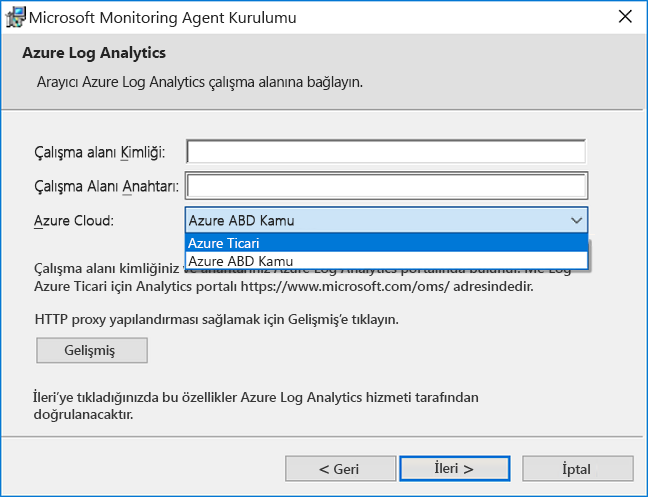 Microsoft Monitoring Agent Kurulumu
Azure Log Analytics
Arayıcı Azure Log Analytics çalışma alanına bağlayın.
Çalışma alanı Kimliği:
Çalışma Alanı Anahtarı:
Azure Cloud: Azure ABD Kamu
Azure Ticari
Azure ABD Kamu
Çalışma alanı kimliğiniz
Azure Ticari için Analytics portalı https://www.microsoft.com/oms/ adresindedir.
HTTP proxy yapılandırması sağlamak için Gelişmiş’e tıklayın.
Gelişmiş
İleri’ye tıkladığınızda bu özellikler Azure Log Analytics hizmeti tarafından
doğrulanacaktır.
< Geri İleri > İptal